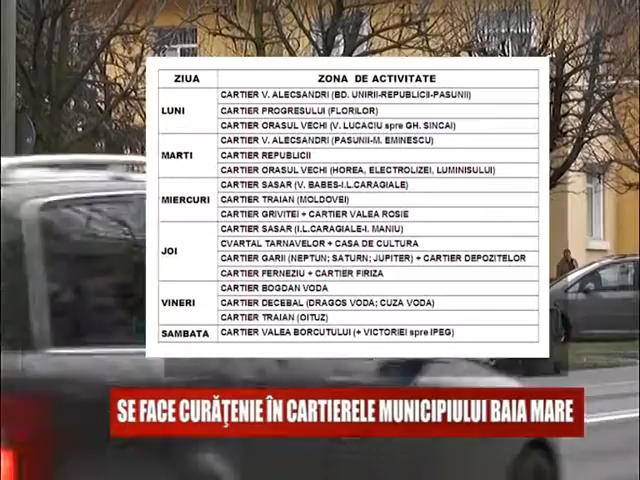 ZIUA ZONA DE ACTIVITATE
LUNI
CARTIER V. ALECSANDRI (BD. UNIRII-REPUBLICII-PASUNII)
CARTIER PROGRESULUI (FLORILOR)
CARTIER ORASUL VECHI (V. LUCACIU spre GH. SINCAI)
MARTI
CARTIER V. ALECSANDRI (PASUNII-M. EMINESCU)
CARTIER REPUBLICII
CARTIER ORASUL VECHI (HOREA, ELECTROLIZEI, LUMINISULUI)
MIERCURI
CARTIER SASAR (V. BABES-I.L.CARAGIALE)
CARTIER TRAIAN (MOLDOVEI)
CARTIER GRIVITEI + CARTIER VALEA ROSIE
JOI
CARTIER SASAR (I.L.CARAGIALE-I. MANIU)
CVARTAL TARNAVELOR + CASA DE CULTURA
CARTIER GARII (NEPTUN; SATURN; JUPITER) + CARTIER DEPOZITELOR
CARTIER FERNEZIU + CARTIER FIRIZA
VINERI
CARTIER BOGDAN VODA
CARTIER DECEBAL (DRAGOS VODA; CUZA VODA)
CARTIER TRAIAN (OITUZ)
SAMBATA
CARTIER VALEA BORCUTULUI (+ VICTORIEI spre IPEG)
SE FACE CURĂŢENIE ÎN CARTIERELE MUNICIPIULUI BAIA MARE